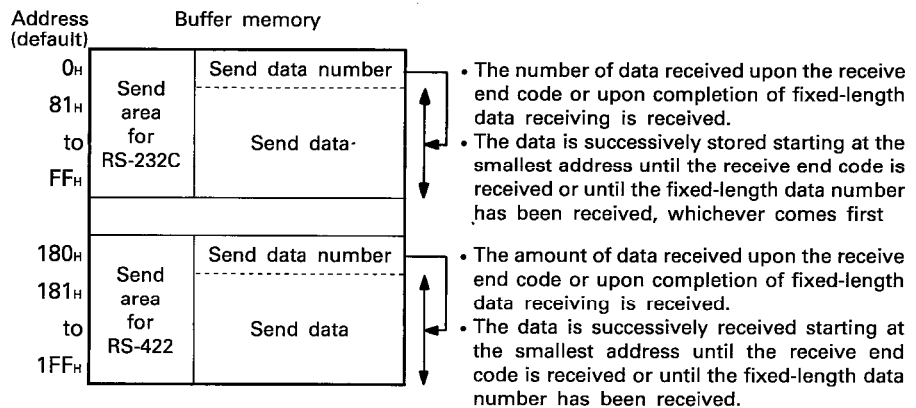 Address
(default)
Buffer memory
0H
81H
to
FFH
Send
area
for
RS-232C
Send data number
Send data
• The number of data received upon the receive
end code or upon completion of fixed-length
data receiving is received.
• The data is successively stored starting at the
smallest address until the receive end code is
received or until the fixed-length data number
has been received, whichever comes first
180H
181H
to
1FFH
Send
area
for
RS-422
Send data number
Send data
• The amount of data received upon the receive
end code or upon completion of fixed-length
data receiving is received.
• The data is successively received starting at
the smallest address until the receive end
code is received or until the fixed-length data
number has been received.